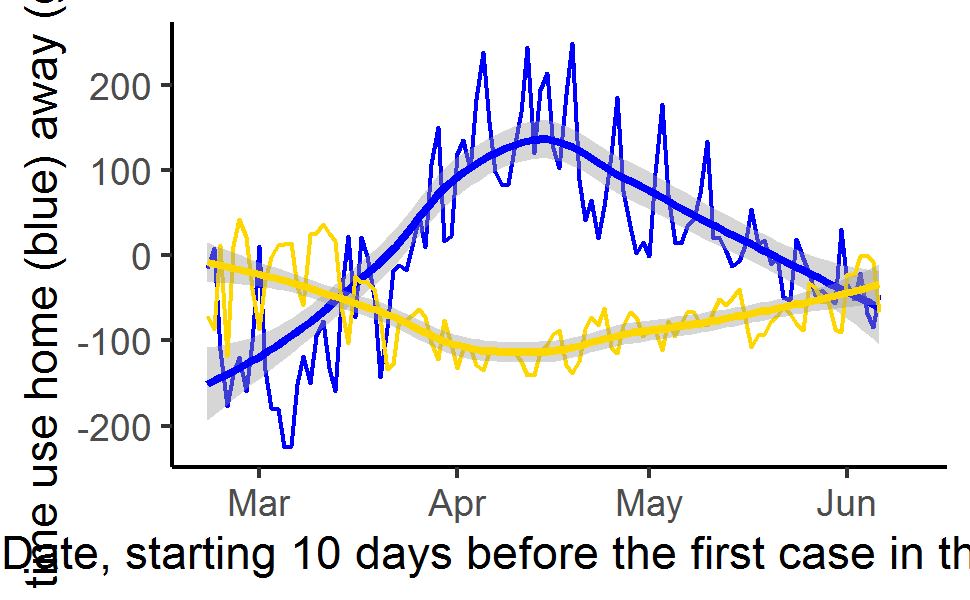 time use home (blue) away (g
200
100
0
-100
-200
Mar Apr May Jun
Date, starting 10 days before the first case in th